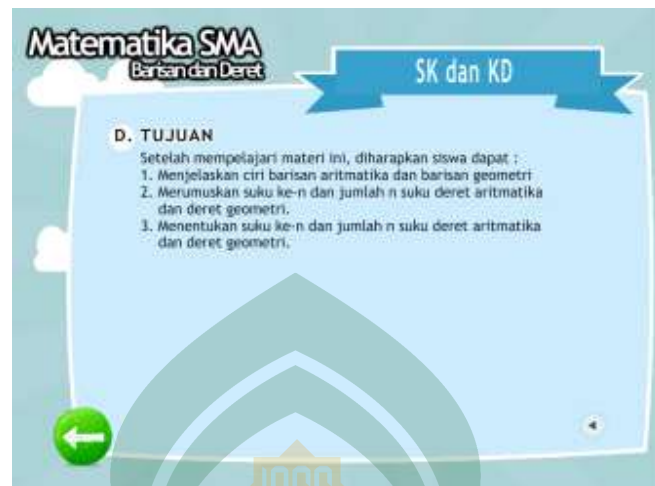 Matematika SMA
Barisan dan Deret
SK dan KD
D. TUJUAN
Setelah mempelajari materi ini, diharapkan siswa dapat :
1. Menjelaskan ciri barisan aritmatika dan barisan geometri
2. Merumuskan suku ke-n dan jumlah n suku deret aritmatika
dan deret geometri.
3. Menentukan suku ke-n dan jumlah n suku deret aritmatika
dan deret geometri.